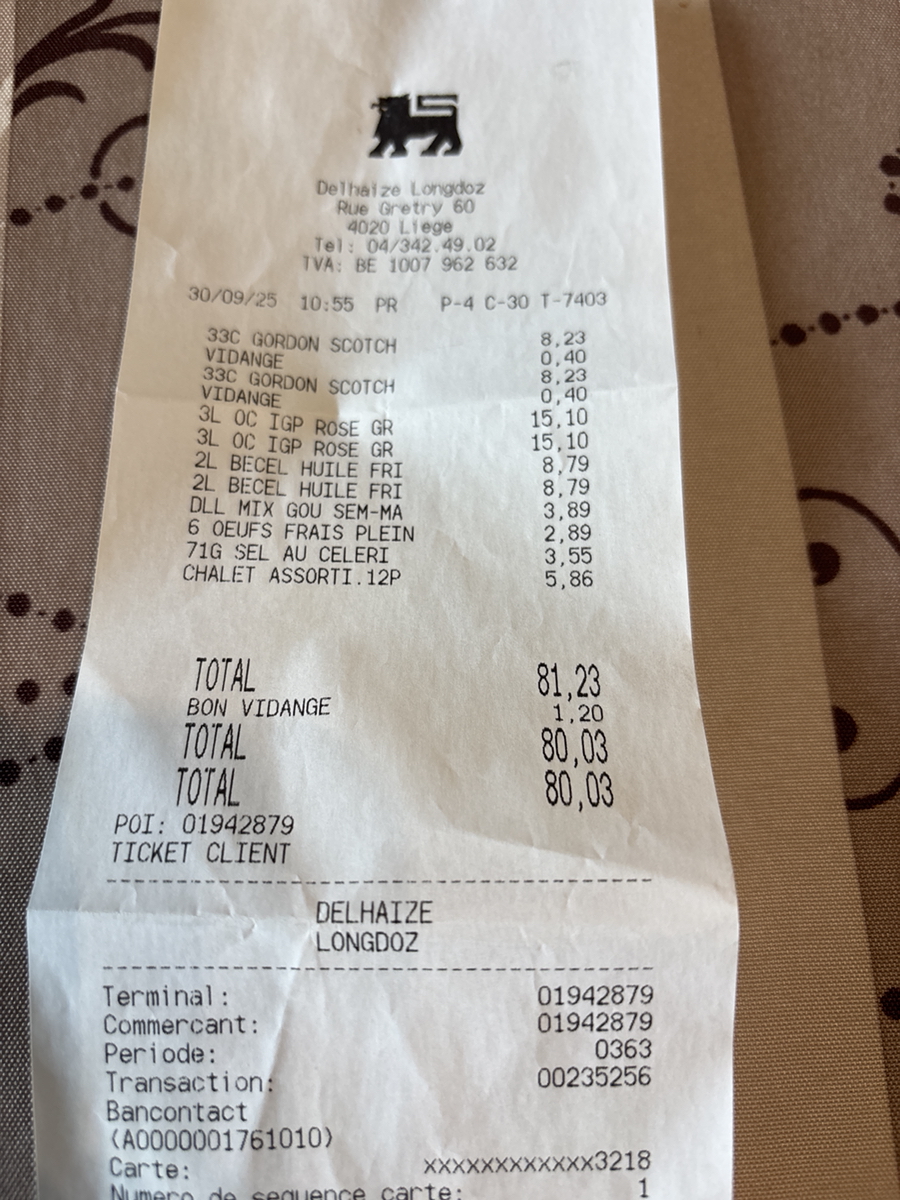 Delhaize Longdoz
Rue Gretry 60
4020 Liege
Tel: 04/342.49.02
TVA: BE 1007 962 632
30/09/25 10:55 PR P-4 C-30 T-7403
33C GORDON SCOTCH 8,23
VIDANGE 0,40
33C GORDON SCOTCH 8,23
VIDANGE 0,40
3L OC IGP ROSE GR 15,10
3L OC IGP ROSE GR 15,10
2L BECEL HUILE FRI 8,79
2L BECEL HUILE FRI 8,79
DLL MIX GOU SEM-MA 3,89
6 OEUFS FRAIS PLEIN 2,89
71G SEL AU CELERI 3,55
CHALET ASSORTI.12P 5,86
TOTAL 81,23
BON VIDANGE 1,20
TOTAL 80,03
TOTAL 80,03
POI: 01942879
TICKET CLIENT
DELHAIZE
LONGDOZ
Terminal: 01942879
Commercant: 01942879
Periode: 0363
Transaction: 00235256
Bancontact
(A0000001761010)
Carte: xxxxxxxxxxxx3218
Numero de sequence carte: 1